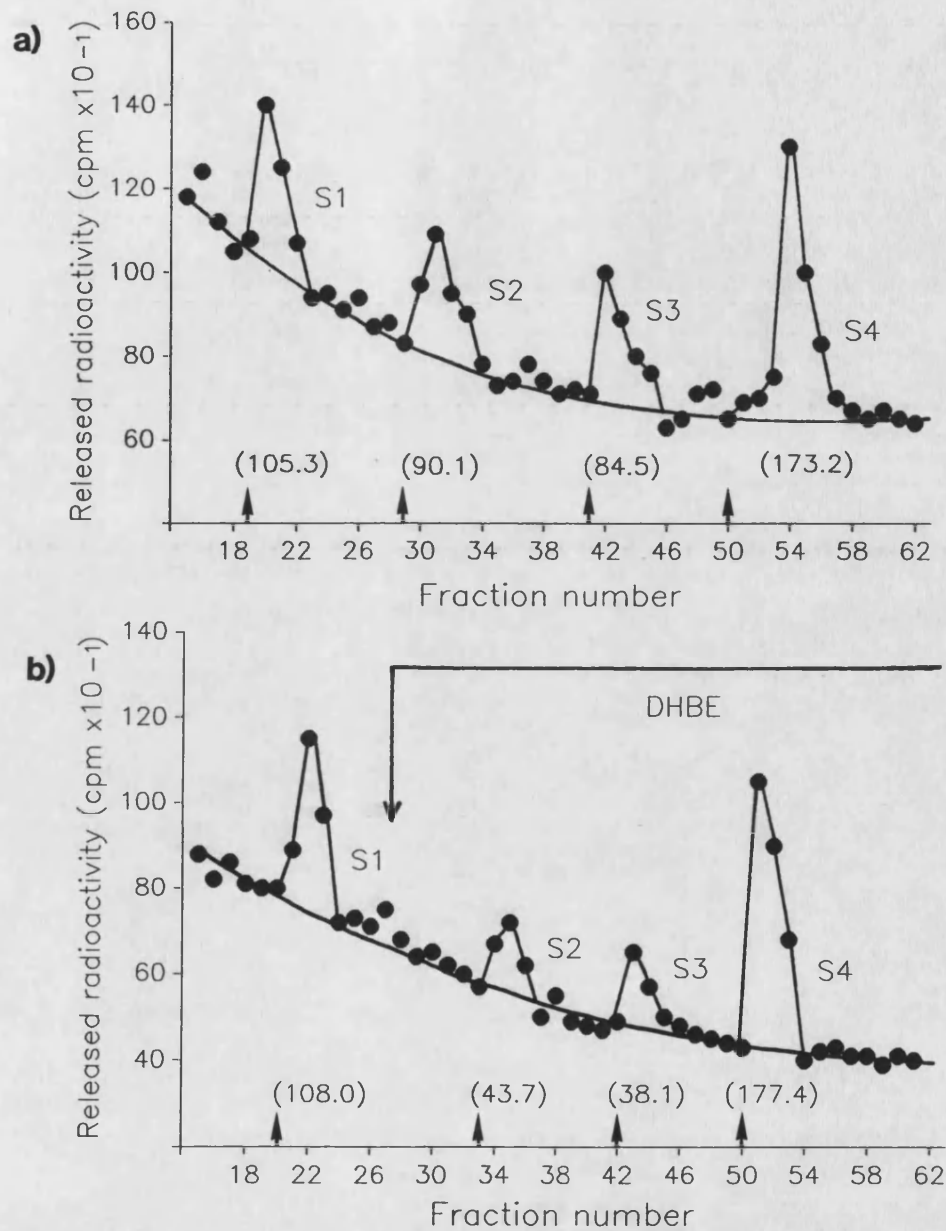 a)
Released radioactivity (cpm x10 -1)
160
140
120
100
80
60
S1
S2
S3
S4
(105.3) (90.1) (84.5) (173.2)
18 22 26 30 34 38 42 46 50 54 58 62
Fraction number
b)
Released radioactivity (cpm x10 -1)
140
120
100
80
60
40
DHBE
S1
S2
S3
S4
(108.0) (43.7) (38.1) (177.4)
18 22 26 30 34 38 42 46 50 54 58 62
Fraction number